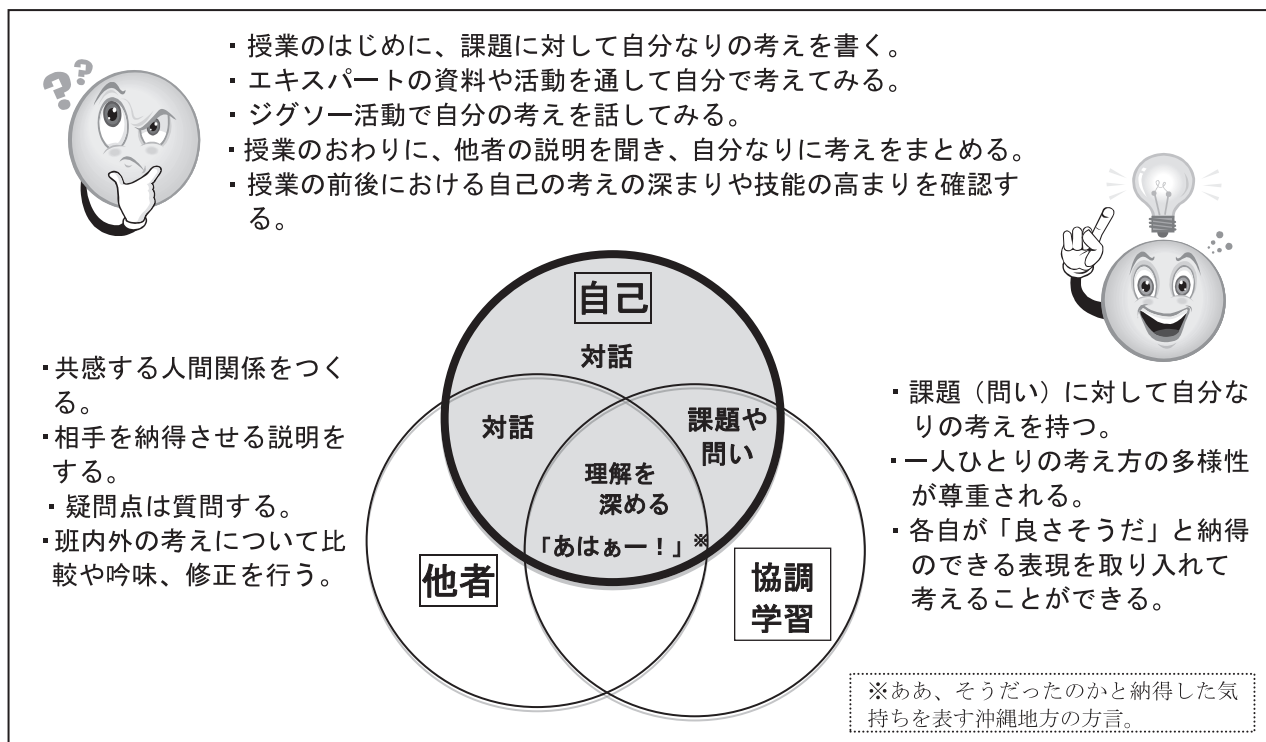 ??
・授業のはじめに、課題に対して自分なりの考えを書く。
・エキスパートの資料や活動を通して自分で考えてみる。
・ジグソー活動で自分の考えを話してみる。
・授業のおわりに、他者の説明を聞き、自分なりに考えをまとめる。
・授業の前後における自己の考えの深まりや技能の高まりを確認す
る。
自己
対話
・共感する人間関係をつく
る。
・相手を納得させる説明を
する。
・疑問点は質問する。
・班内外の考えについて比
較や吟味、修正を行う。
対話
課題や
問い
理解を
深める
「あはぁー！」※
他者
協調
学習
・課題（問い）に対して自分な
りの考えを持つ。
・一人ひとりの考え方の多様性
が尊重される。
・各自が「良さそうだ」と納得
のできる表現を取り入れて
考えることができる。
※ああ、そうだったのかと納得した気
持ちを表す沖縄地方の方言。